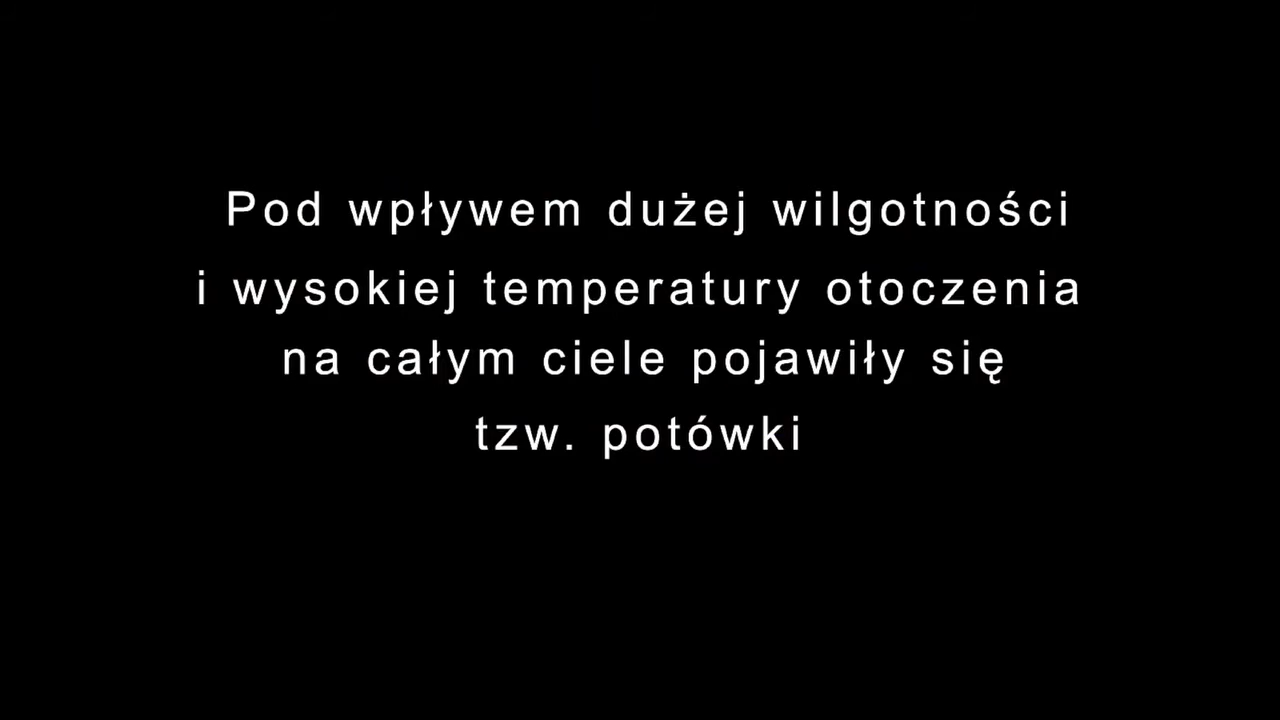 Pod wpływem dużej wilgotności
i wysokiej temperatury otoczenia
na całym ciele pojawiły się
tzw. potówki